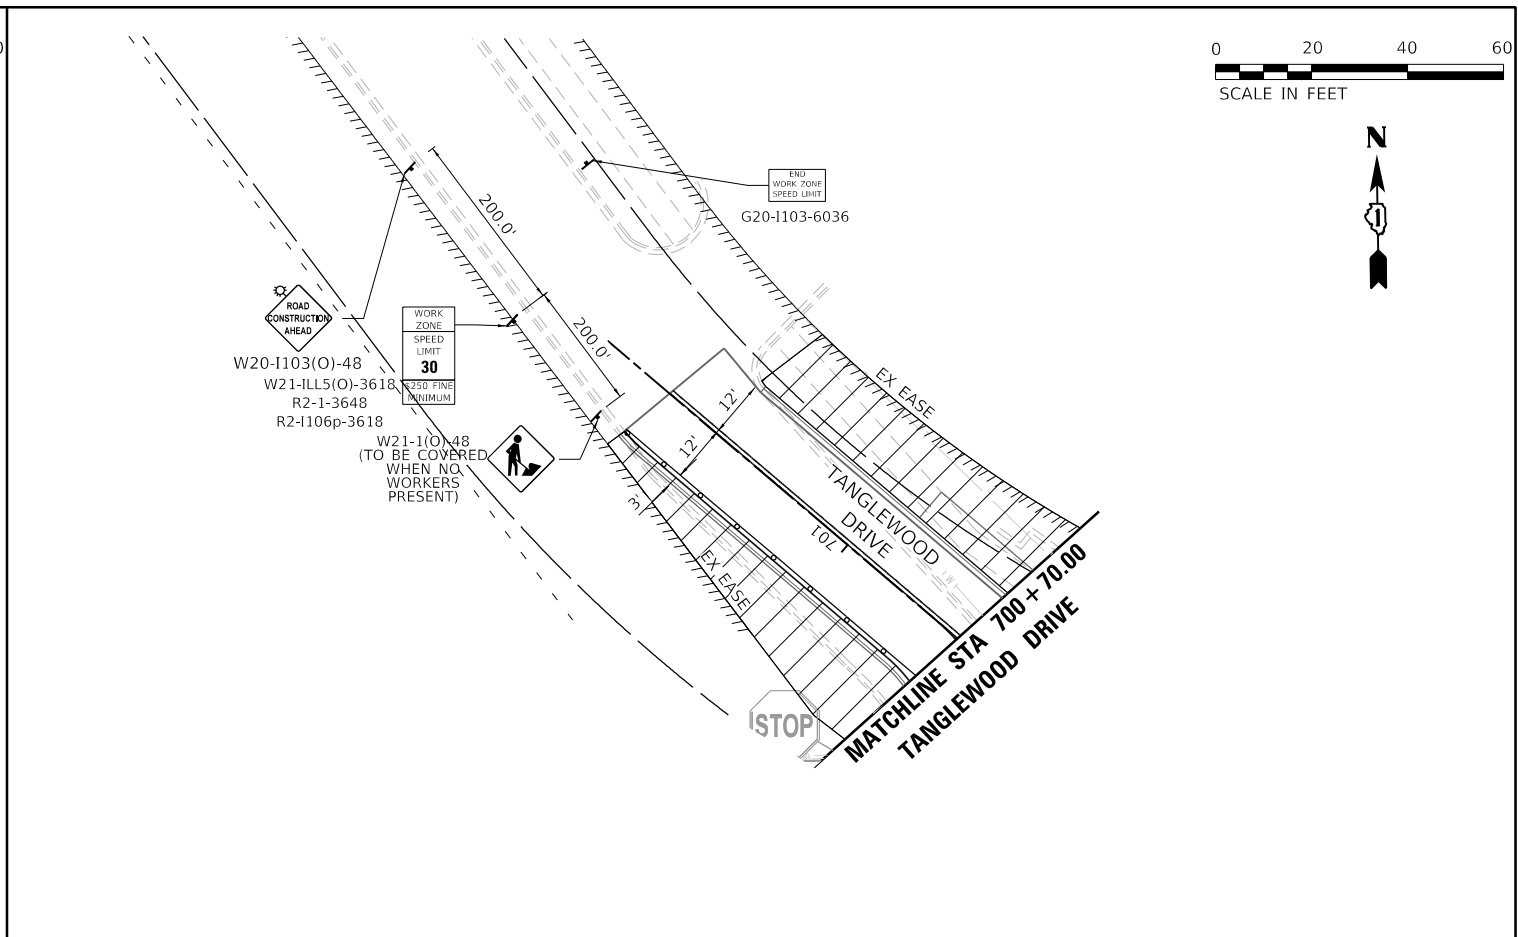 0 20 40 60
SCALE IN FEET
N
1
END
WORK ZONE
SPEED LIMIT
G20-I103-6036
200.0'
200.0'
ROAD
CONSTRUCTION
AHEAD
W20-I103(O)-48
WORK
ZONE
SPEED
LIMIT
30
$250 FINE
MINIMUM
W21-ILL5(O)-3618
R2-1-3648
R2-I106p-3618
W21-1(O)-48
(TO BE COVERED
WHEN NO
WORKERS
PRESENT)
12'
12'
3'
EX EASE
EX EASE
TANGLEWOOD
DRIVE
701
STOP
MATCHLINE STA 700+70.00
TANGLEWOOD DRIVE